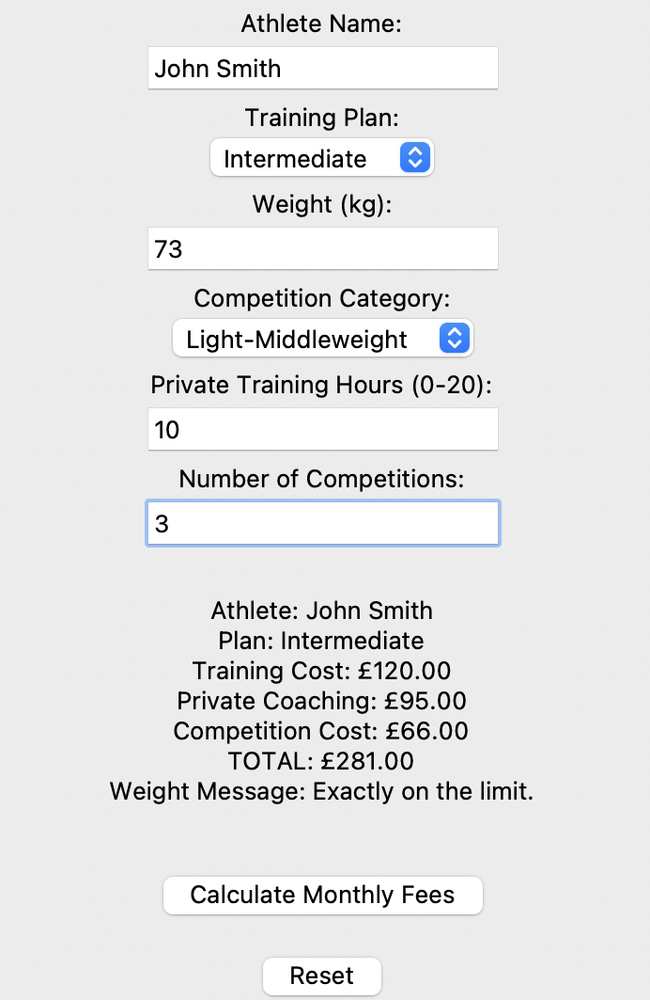 Athlete Name:
John Smith
Training Plan:
Intermediate
Weight (kg):
73
Competition Category:
Light-Middleweight
Private Training Hours (0-20):
10
Number of Competitions:
3
Athlete: John Smith
Plan: Intermediate
Training Cost: £120.00
Private Coaching: £95.00
Competition Cost: £66.00
TOTAL: £281.00
Weight Message: Exactly on the limit.
Calculate Monthly Fees
Reset